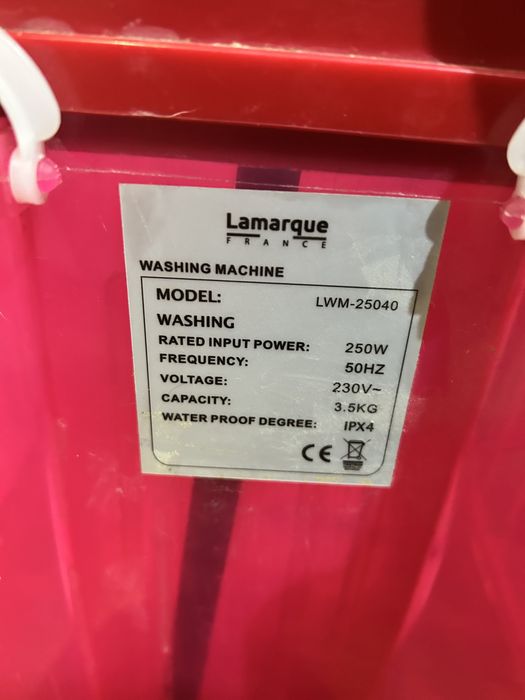 Lamarque
FRANCE
WASHING MACHINE
MODEL: LWM-25040
WASHING
RATED INPUT POWER: 250W
FREQUENCY: 50HZ
VOLTAGE: 230V~
CAPACITY: 3.5KG
WATER PROOF DEGREE: IPX4
CE